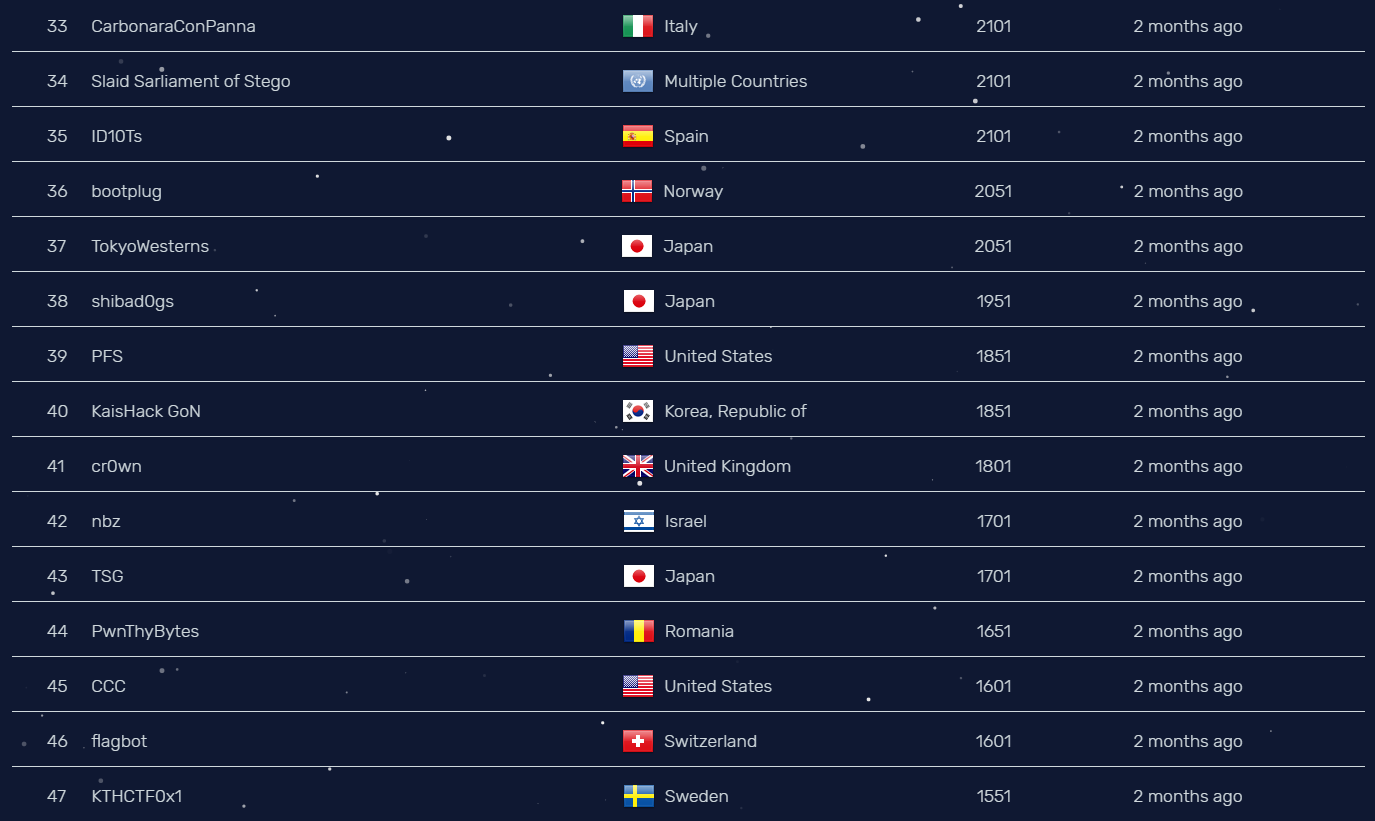 33 CarbonaraConPanna Italy 2101 2 months ago
34 Slaid Sarliament of Stego Multiple Countries 2101 2 months ago
35 ID10Ts Spain 2101 2 months ago
36 bootplug Norway 2051 2 months ago
37 TokyoWesterns Japan 2051 2 months ago
38 shibad0gs Japan 1951 2 months ago
39 PFS United States 1851 2 months ago
40 KaisHack GoN Korea, Republic of 1851 2 months ago
41 cr0wn United Kingdom 1801 2 months ago
42 nbz Israel 1701 2 months ago
43 TSG Japan 1701 2 months ago
44 PwnThyBytes Romania 1651 2 months ago
45 CCC United States 1601 2 months ago
46 flagbot Switzerland 1601 2 months ago
47 KTHCTF0x1 Sweden 1551 2 months ago